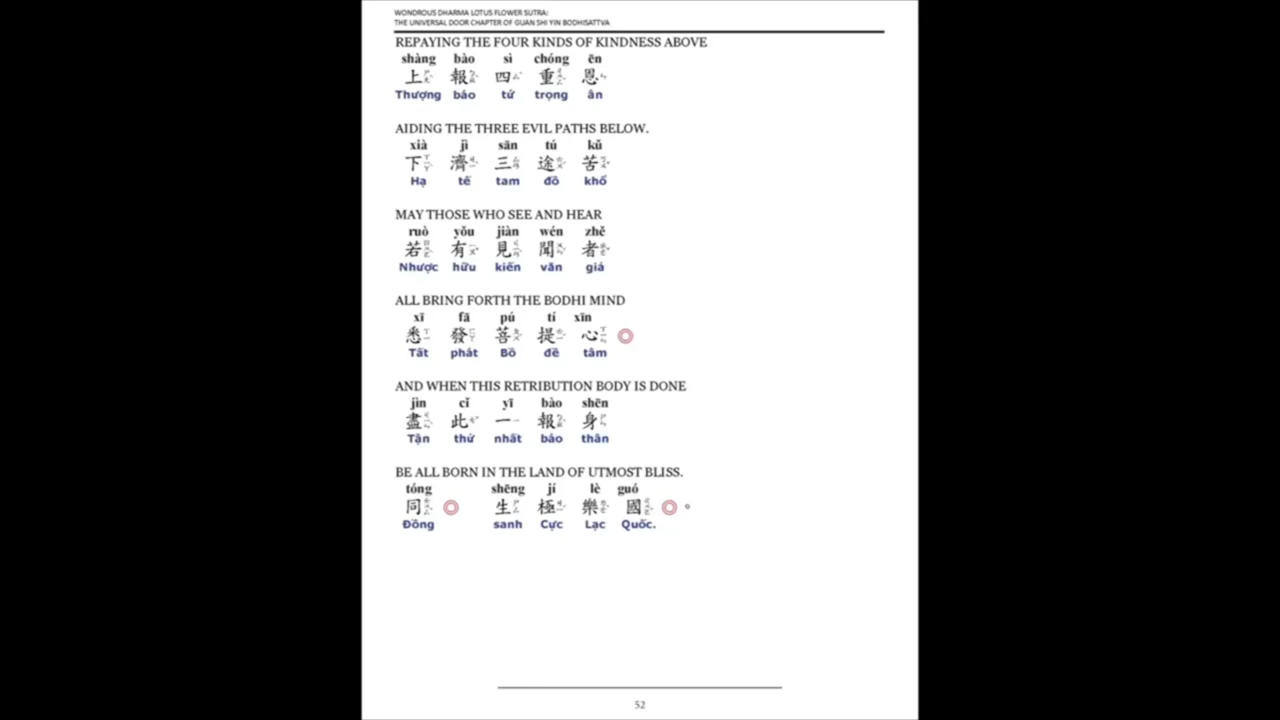 WONDROUS DHARMA LOTUS FLOWER SUTRA:
THE UNIVERSAL DOOR CHAPTER OF GUAN SHI YIN BODHISATTVA
REPAYING THE FOUR KINDS OF KINDNESS ABOVE
shàng bào sì chóng ēn
上 報 四 重 恩
Thượng báo tứ trọng ân
AIDING THE THREE EVIL PATHS BELOW.
xià jì sān tú kǔ
下 濟 三 途 苦
Hạ tế tam đồ khổ
MAY THOSE WHO SEE AND HEAR
ruò yǒu jiàn wén zhě
若 有 見 聞 者
Nhược hữu kiến văn giả
ALL BRING FORTH THE BODHI MIND
xī fā pú tí xīn
悉 發 菩 提 心
Tất phát Bồ đề tâm
AND WHEN THIS RETRIBUTION BODY IS DONE
jìn cǐ yī bào shēn
盡 此 一 報 身
Tận thử nhất báo thân
BE ALL BORN IN THE LAND OF UTMOST BLISS.
tóng shēng jí lè guó
同 生 極 樂 國 。
Đồng sanh Cực Lạc Quốc.
52